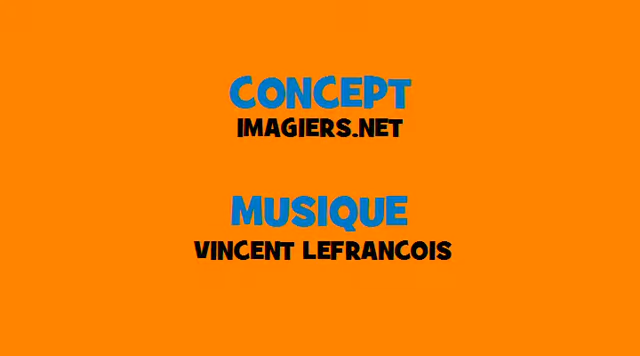 CONCEPT
IMAGIERS.NET
MUSIQUE
VINCENT LEFRANCOIS